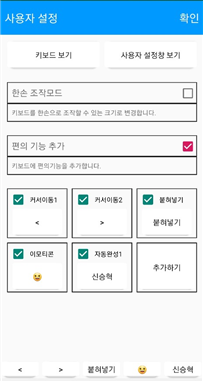 사용자 설정 확인
키보드 보기 사용자 설정창 보기
한손 조작모드
키보드를 한손으로 조작할 수 있는 크기로 변경합니다.
편의 기능 추가
키보드에 편의기능을 추가합니다.
커서이동1 커서이동2 붙혀넣기
< > 붙혀넣기
이모티콘 자동완성1 추가하기
😆 신승혁
< > 붙혀넣기 😆 신승혁